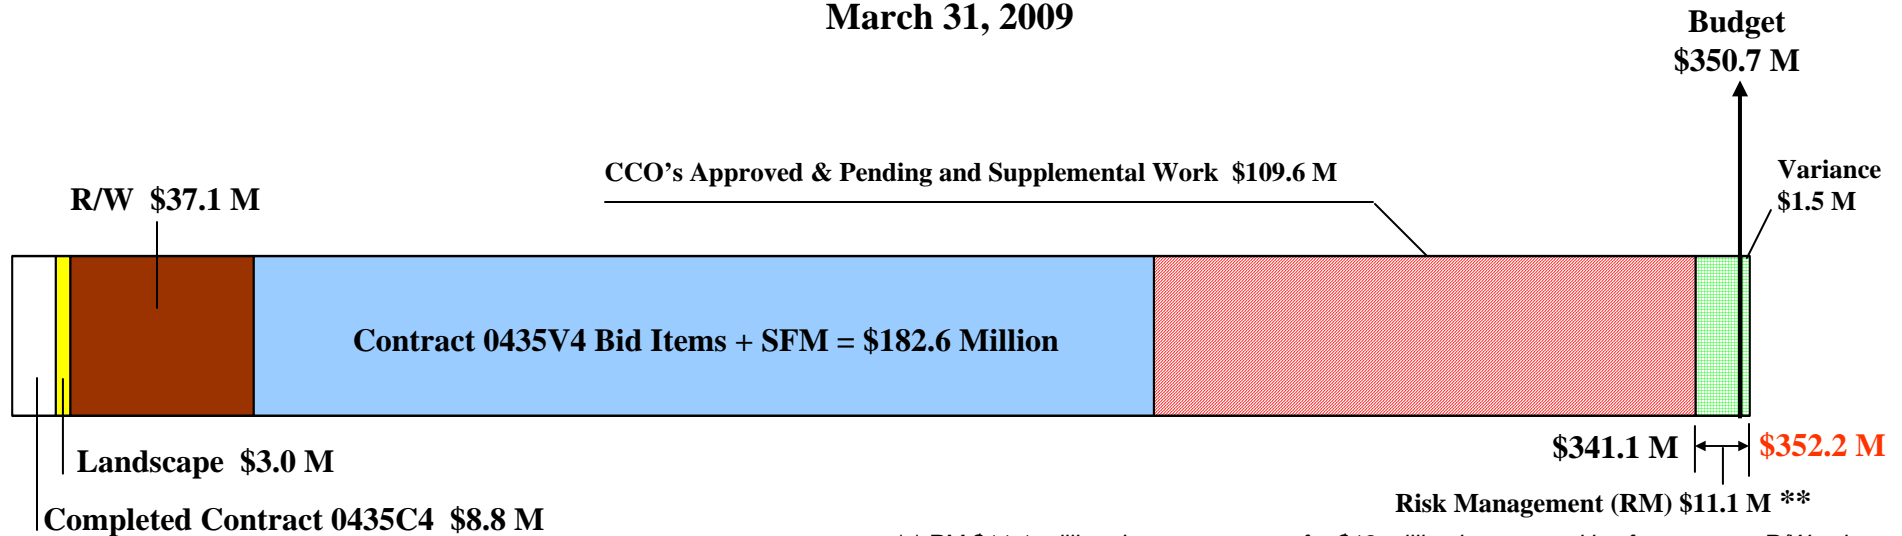 March 31, 2009
Budget
$350.7 M
CCO’s Approved & Pending and Supplemental Work $109.6 M
Variance
$1.5 M
R/W $37.1 M
Contract 0435V4 Bid Items + SFM = $182.6 Million
$341.1 M
$352.2 M
Landscape $3.0 M
Risk Management (RM) $11.1 M **
Completed Contract 0435C4 $8.8 M